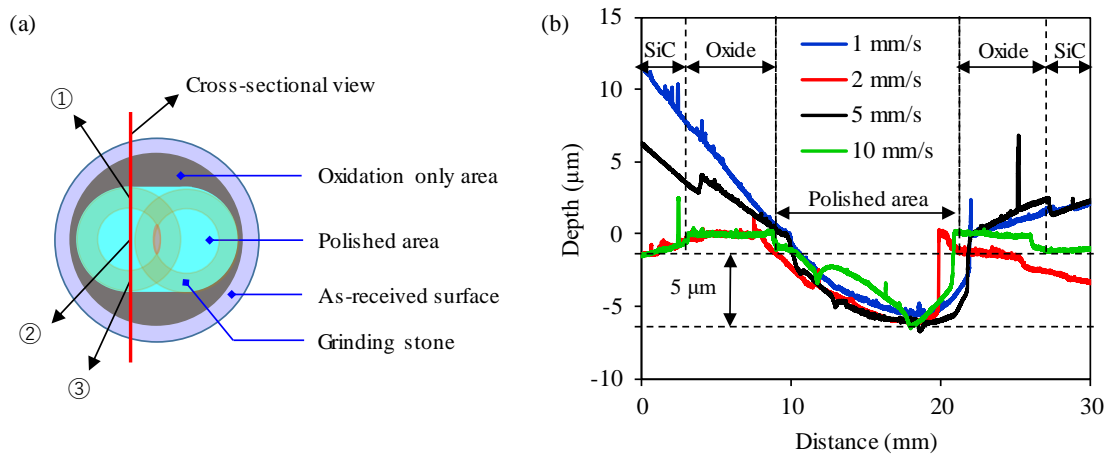 (a)
①
Cross-sectional view
Oxidation only area
Polished area
As-received surface
Grinding stone
②
③
(b)
15
10
5
0
-5
-10
Depth (μm)
SiC
Oxide
1 mm/s
2 mm/s
5 mm/s
10 mm/s
Oxide
SiC
Polished area
5 μm
0
10
20
30
Distance (mm)